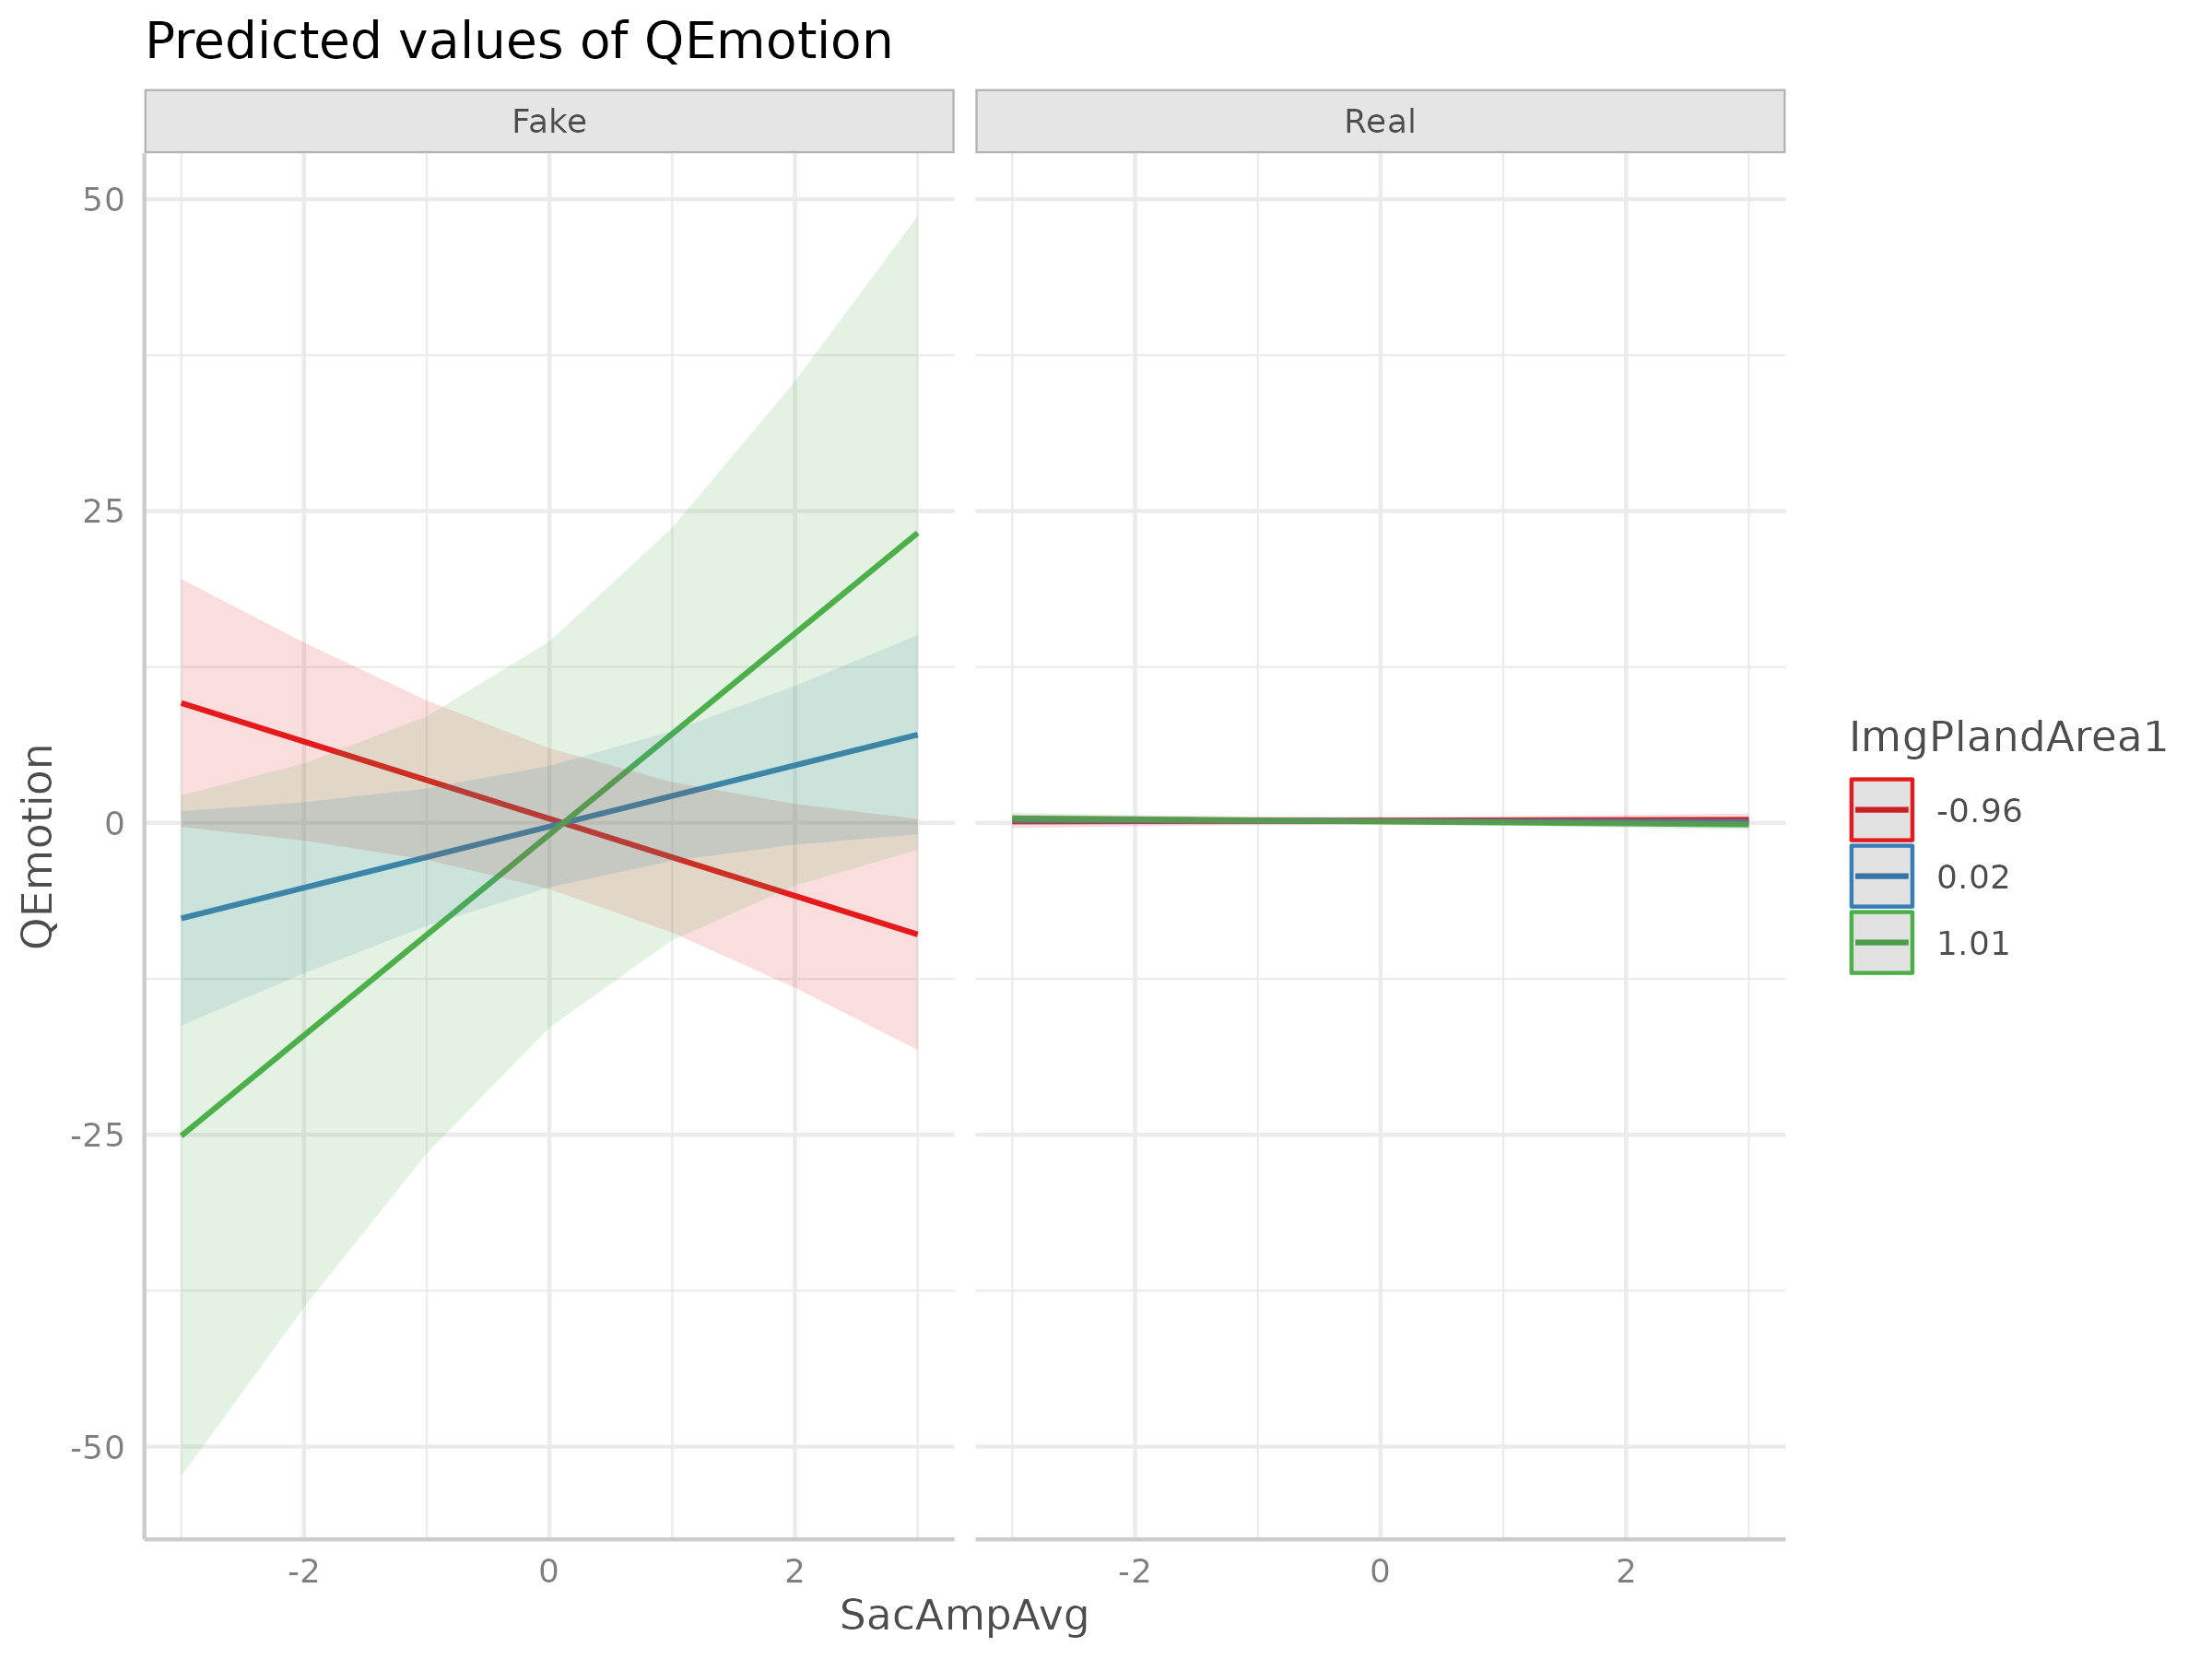 Predicted values of QEmotion
Fake
Real
50
25
0
-25
-50
QEmotion
-2
0
2
-2
0
2
SacAmpAvg
ImgPlandArea1
-0.96
0.02
1.01